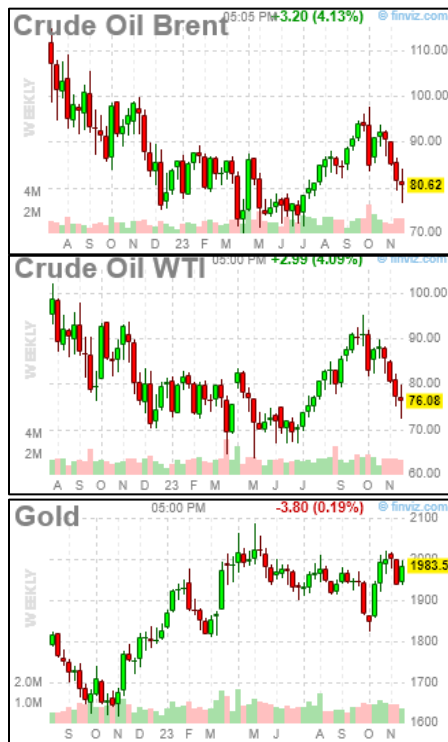 Crude Oil Brent
05:05 PM +3.20 (4.13%) © finviz.com
WEEKLY
110.00
100.00
90.00
80.62
70.00
4M
2M
A S O N D 23 F M A M J J A S O N
Crude Oil WTI
05:00 PM +2.99 (4.09%) © finviz.com
WEEKLY
100.00
80.00
76.08
70.00
60.00
4M
2M
A S O N D 23 F M A M J J A S O N
Gold
05:00 PM -3.80 (0.19%) © finviz.com
WEEKLY
2100
2000
1983.5
1900
1800
1700
1600
2.0M
1.0M
S O N D 23 F M A M J J A S O N